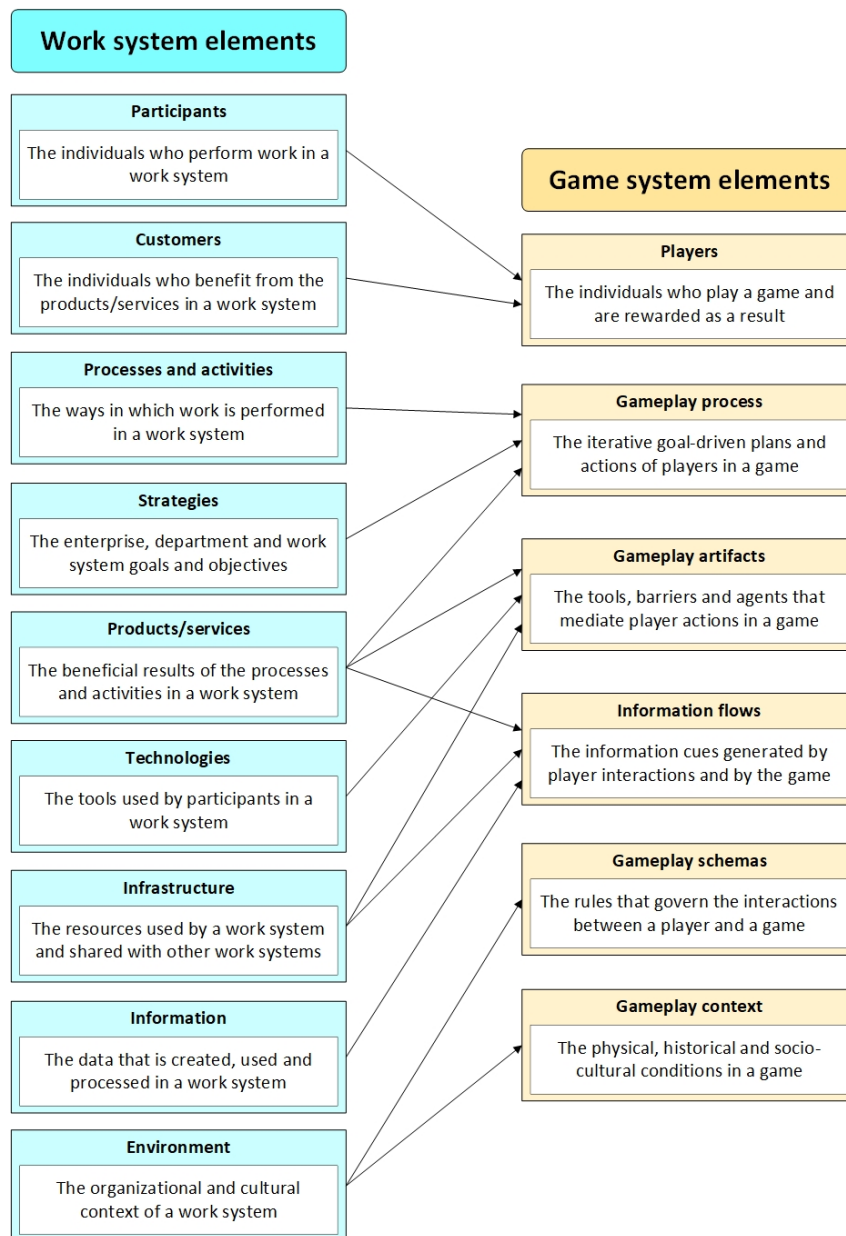 Work system elements
Participants
The individuals who perform work in a
work system
Customers
The individuals who benefit from the
products/services in a work system
Processes and activities
The ways in which work is performed
in a work system
Strategies
The enterprise, department and work
system goals and objectives
Products/services
The beneficial results of the processes
and activities in a work system
Technologies
The tools used by participants in a
work system
Infrastructure
The resources used by a work system
and shared with other work systems
Information
The data that is created, used and
processed in a work system
Environment
The organizational and cultural
context of a work system
Game system elements
Players
The individuals who play a game and
are rewarded as a result
Gameplay process
The iterative goal-driven plans and
actions of players in a game
Gameplay artifacts
The tools, barriers and agents that
mediate player actions in a game
Information flows
The information cues generated by
player interactions and by the game
Gameplay schemas
The rules that govern the interactions
between a player and a game
Gameplay context
The physical, historical and socio-
cultural conditions in a game